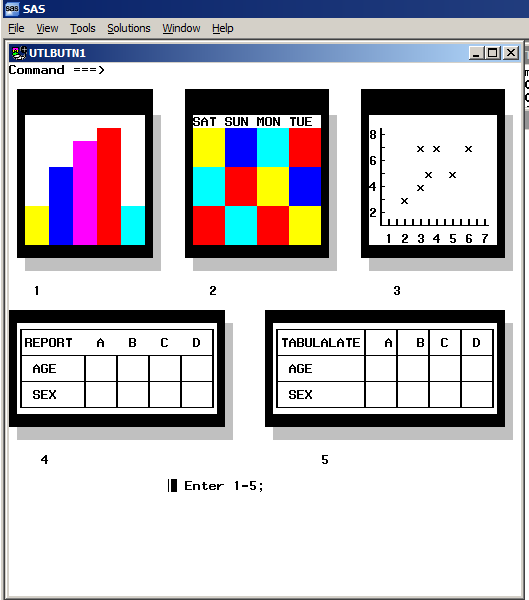 sas SAS
File View Tools Solutions Window Help
UTLBUTN1
Command ===>
SAT SUN MON TUE
8
6
4
2
1 2 3 4 5 6 7
1 2 3
REPORT A B C D
AGE
SEX
TABULALATE A B C D
AGE
SEX
4 5
Enter 1-5;